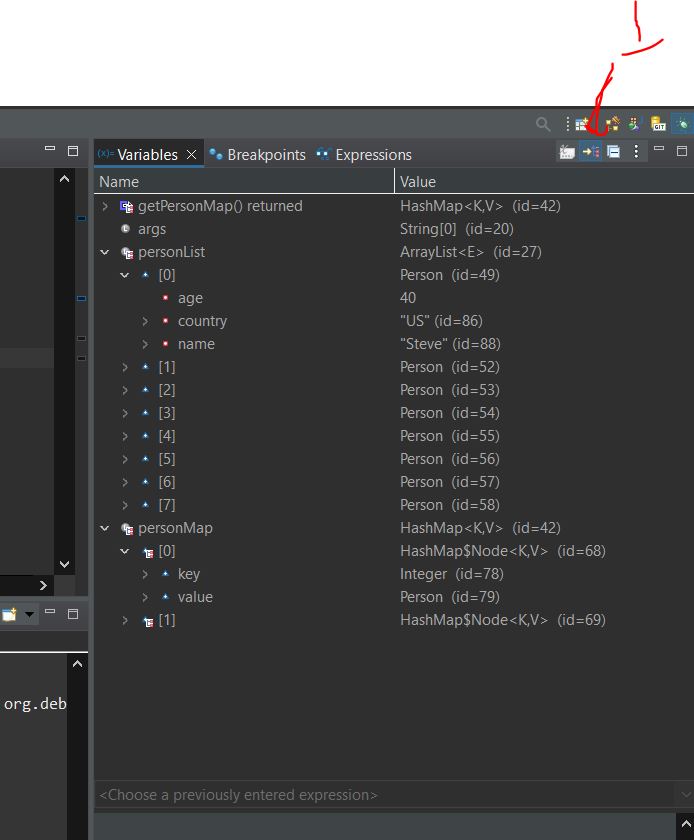 1
GIT
(x)= Variables Breakpoints Expressions
Name Value
getPersonMap() returned HashMap<K,V> (id=42)
args String[0] (id=20)
personList ArrayList<E> (id=27)
[0] Person (id=49)
age 40
country "US" (id=86)
name "Steve" (id=88)
[1] Person (id=52)
[2] Person (id=53)
[3] Person (id=54)
[4] Person (id=55)
[5] Person (id=56)
[6] Person (id=57)
[7] Person (id=58)
personMap HashMap<K,V> (id=42)
[0] HashMap$Node<K,V> (id=68)
key Integer (id=78)
value Person (id=79)
[1] HashMap$Node<K,V> (id=69)
org.deb
<Choose a previously entered expression>